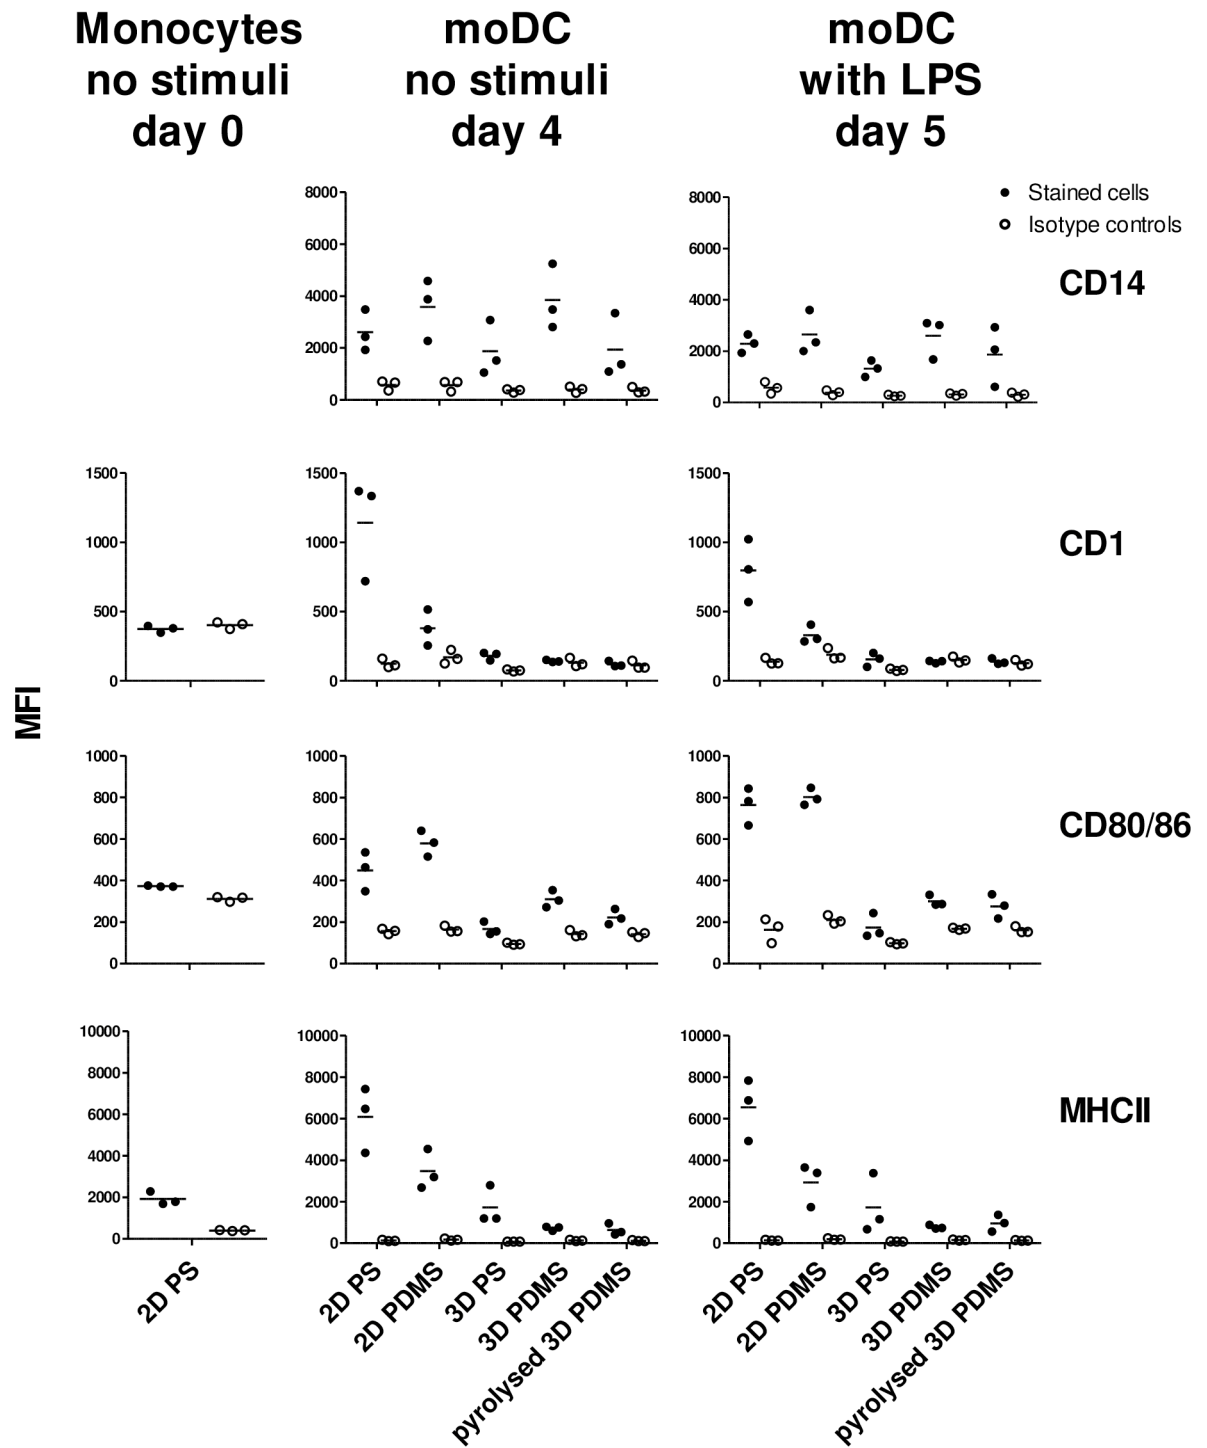 Monocytes
no stimuli
day 0
moDC
no stimuli
day 4
moDC
with LPS
day 5
Stained cells
Isotype controls
8000
6000
4000
2000
0
8000
6000
4000
2000
0
CD14
1500
1000
500
0
1500
1000
500
0
1500
1000
500
0
CD1
MFI
1000
800
600
400
200
0
1000
800
600
400
200
0
1000
800
600
400
200
0
CD80/86
10000
8000
6000
4000
2000
0
10000
8000
6000
4000
2000
0
10000
8000
6000
4000
2000
0
MHCII
2D PS
2D PS
2D PDMS
3D PS
3D PDMS
pyrolysed 3D PDMS
2D PS
2D PDMS
3D PS
3D PDMS
pyrolysed 3D PDMS